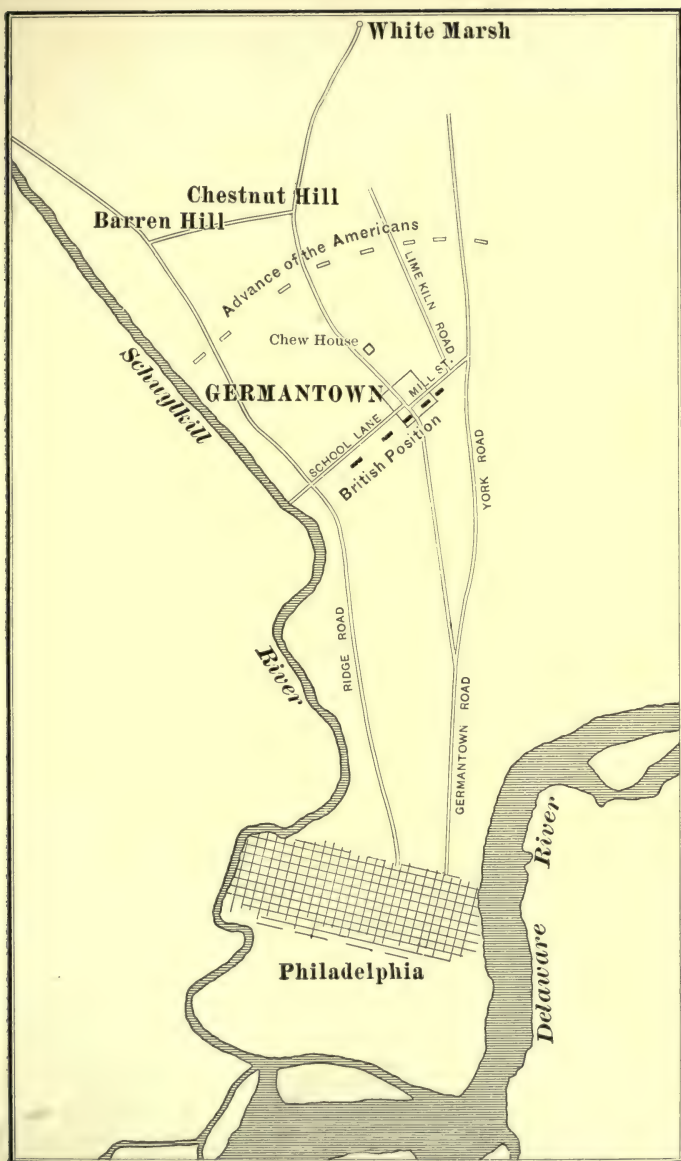 White Marsh
Chestnut Hill
Barren Hill
Advance of the Americans
LIME KILN ROAD
Chew House
Schuylkill
GERMANTOWN
MILL ST.
SCHOOL LANE
British Position
YORK ROAD
River
RIDGE ROAD
GERMANTOWN ROAD
River
Delaware
Philadelphia